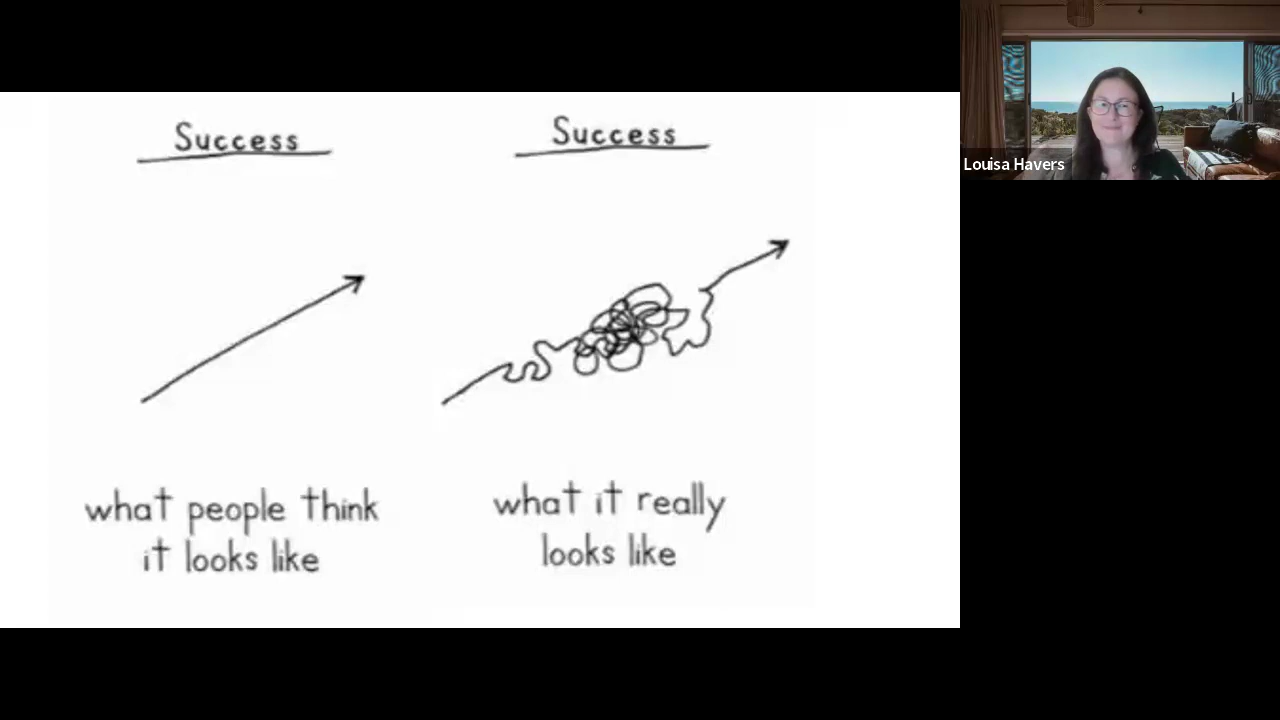 Success
what people think
it looks like
Success
what it really
looks like
Louisa Havers